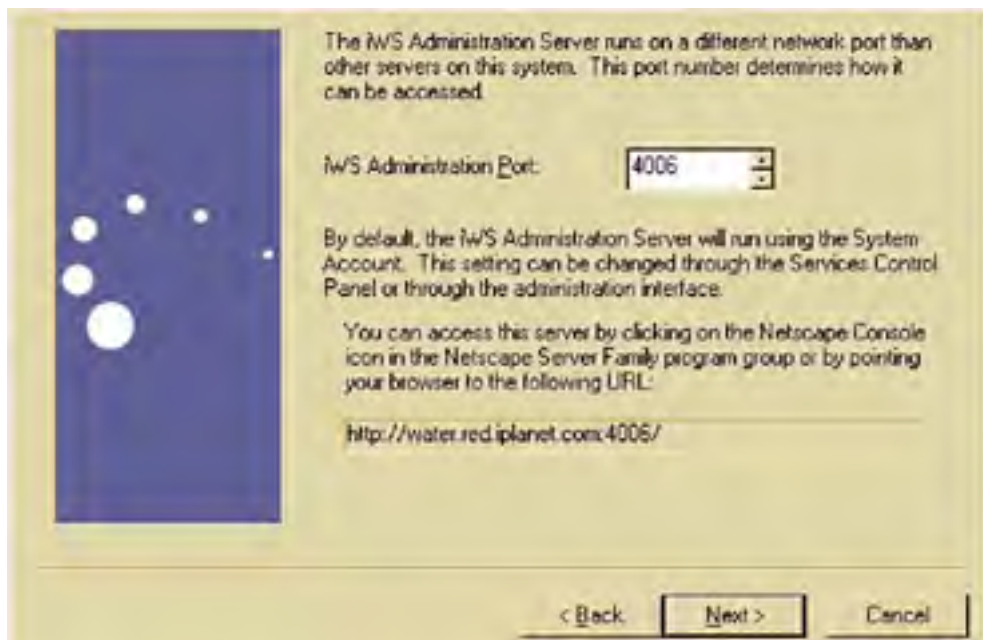 The iWS Administration Server runs on a different network port than
other servers on this system. This port number determines how it
can be accessed.
iWS Administration Port: 4006
By default, the iWS Administration Server will run using the System
Account. This setting can be changed through the Services Control
Panel or through the administration interface.
You can access this server by clicking on the Netscape Console
icon in the Netscape Server Family program group or by pointing
your browser to the following URL:
http://water.red.iplanet.com:4006/
< Back Next > Cancel